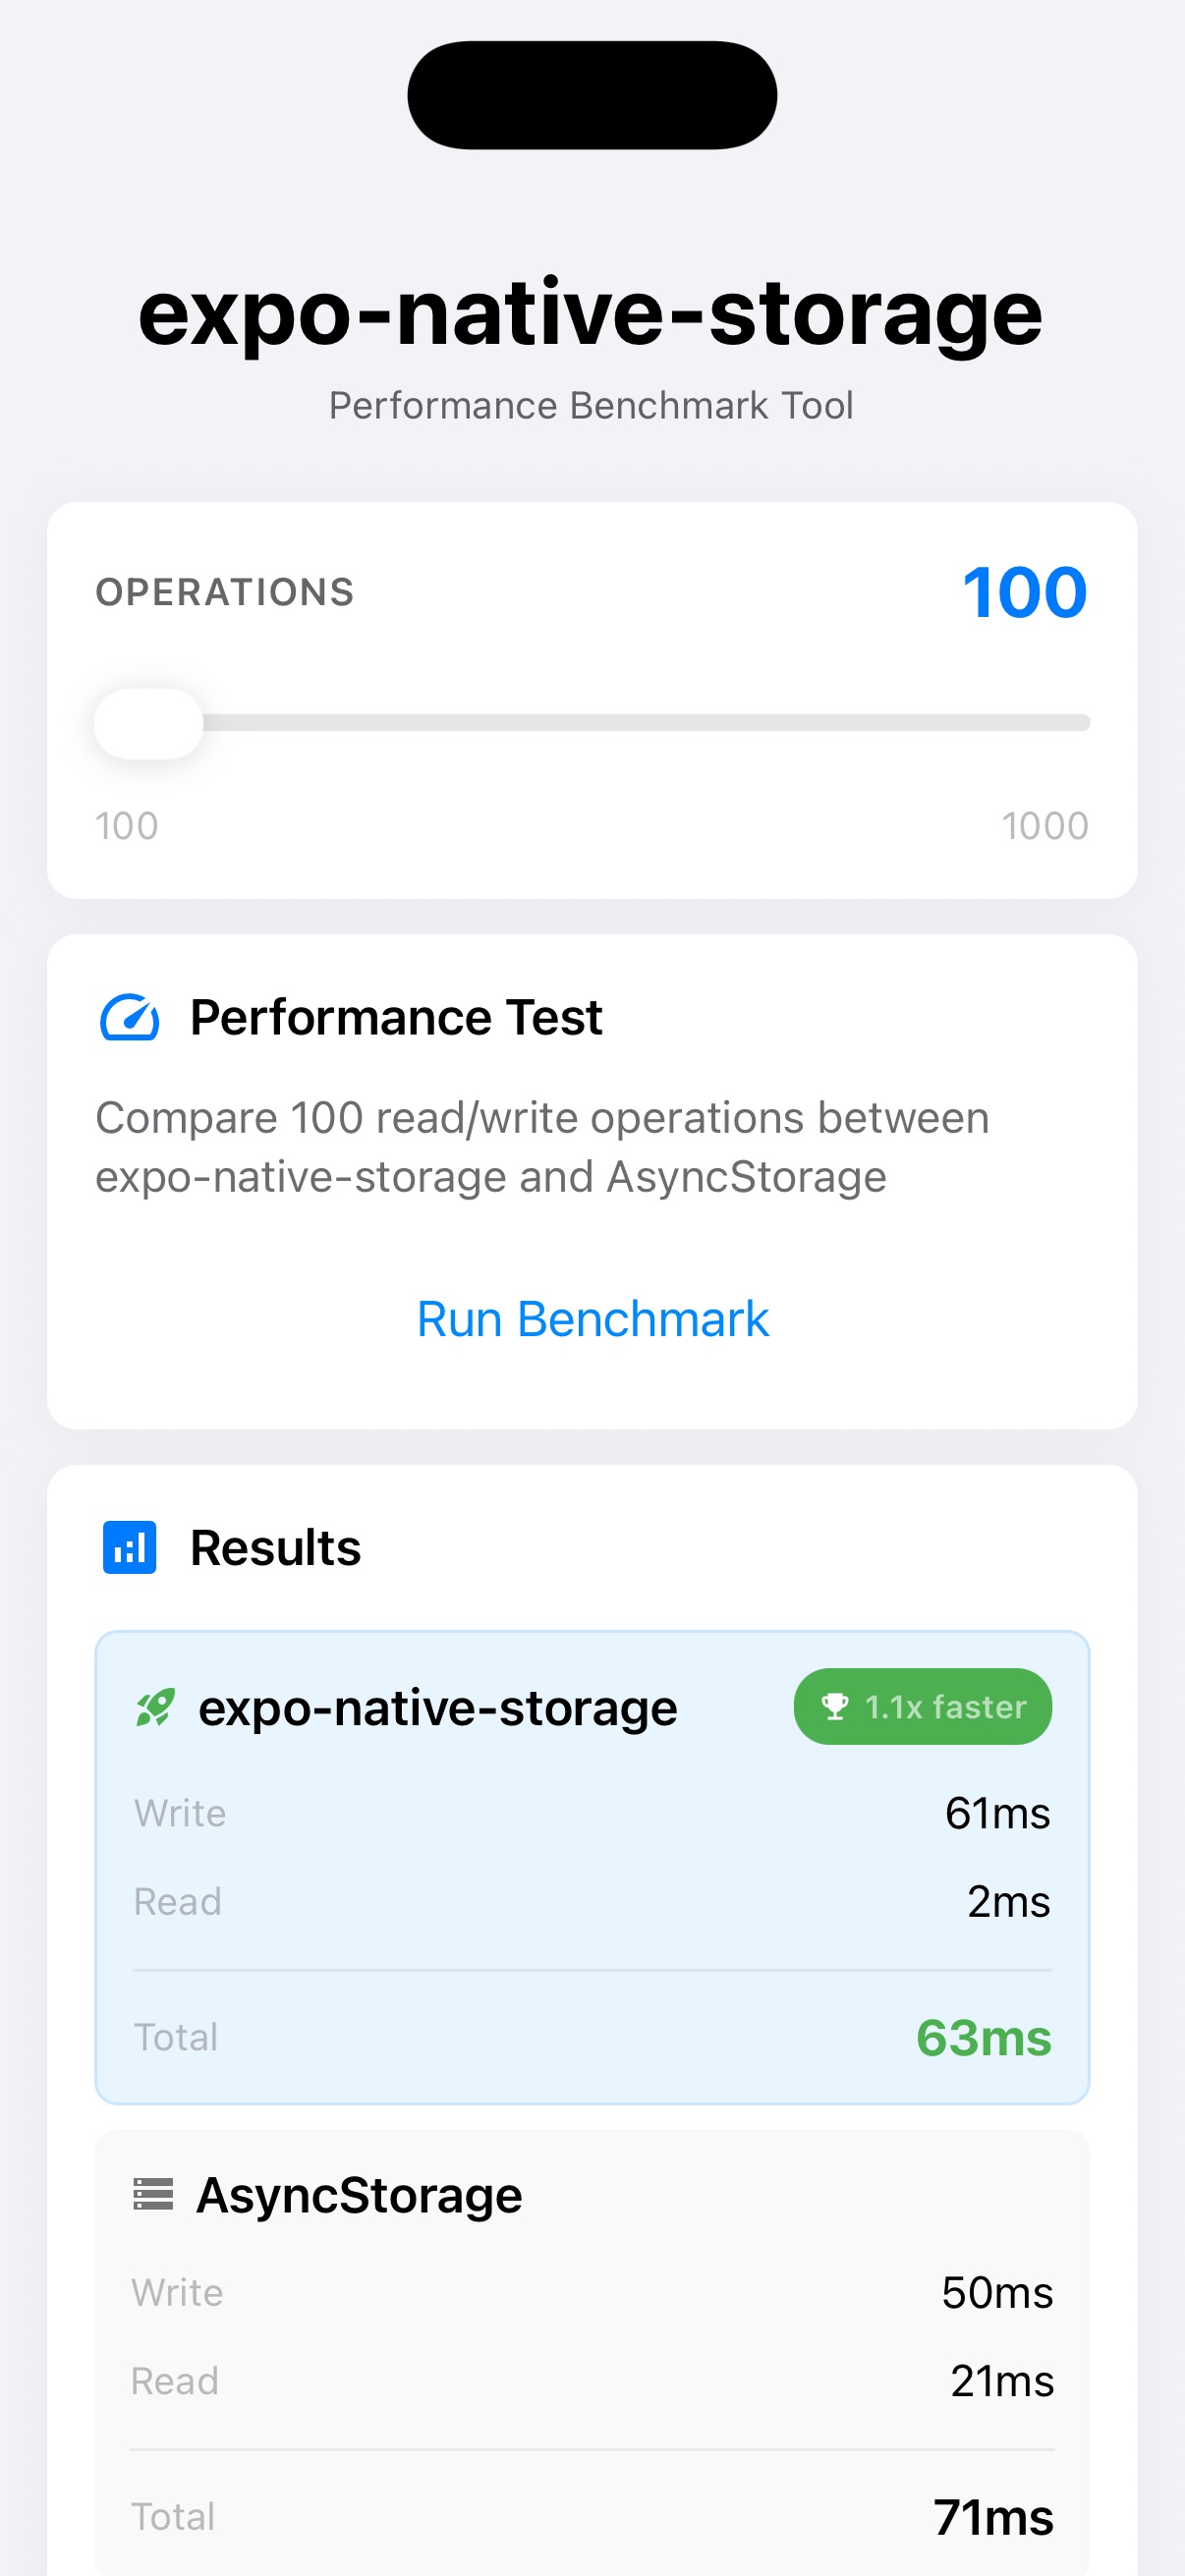 expo-native-storage
Performance Benchmark Tool
OPERATIONS
100
100
1000
Performance Test
Compare 100 read/write operations between
expo-native-storage and AsyncStorage
Run Benchmark
Results
expo-native-storage
1.1x faster
Write
61ms
Read
2ms
Total
63ms
AsyncStorage
Write
50ms
Read
21ms
Total
71ms